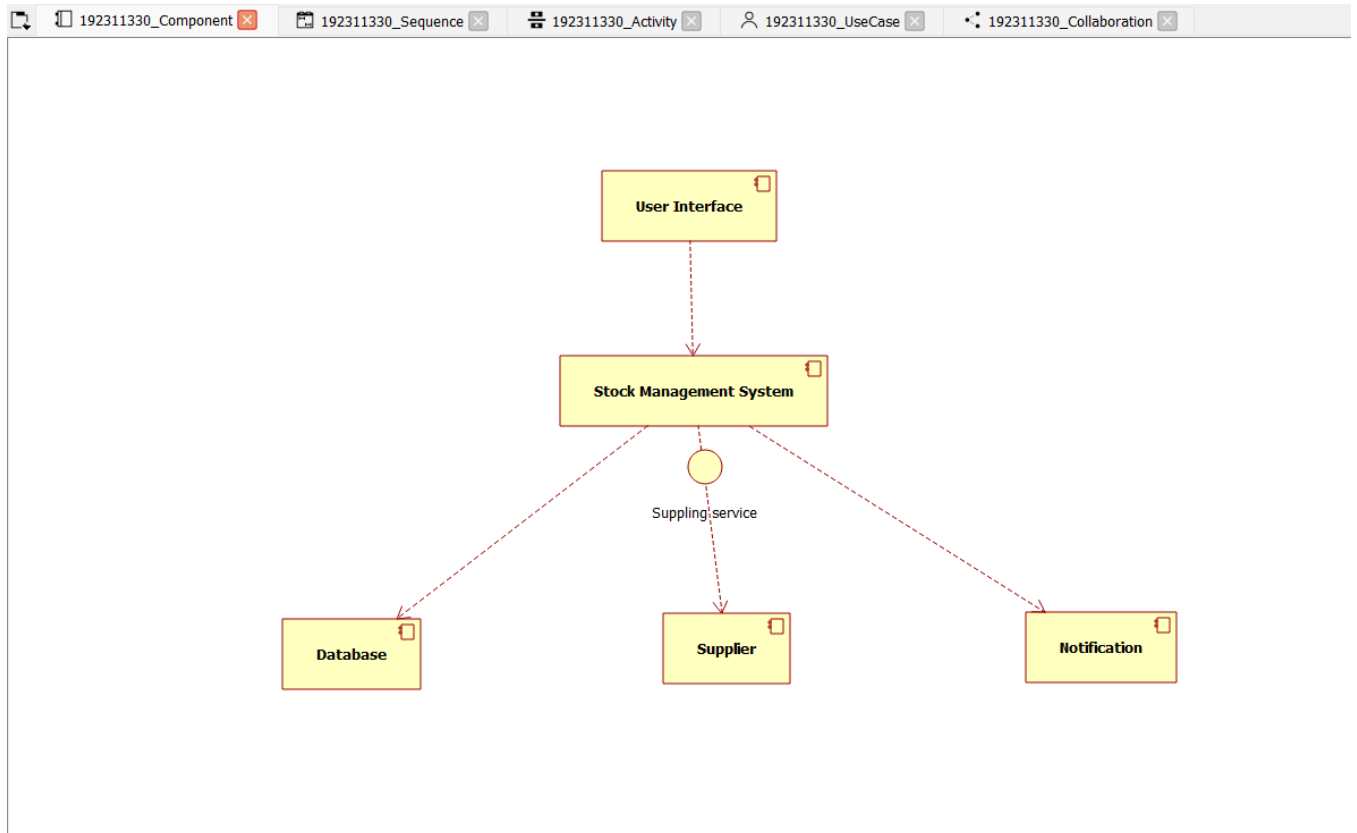 192311330_Component
192311330_Sequence
192311330_Activity
192311330_UseCase
192311330_Collaboration
User Interface
Stock Management System
Suppling service
Database
Supplier
Notification